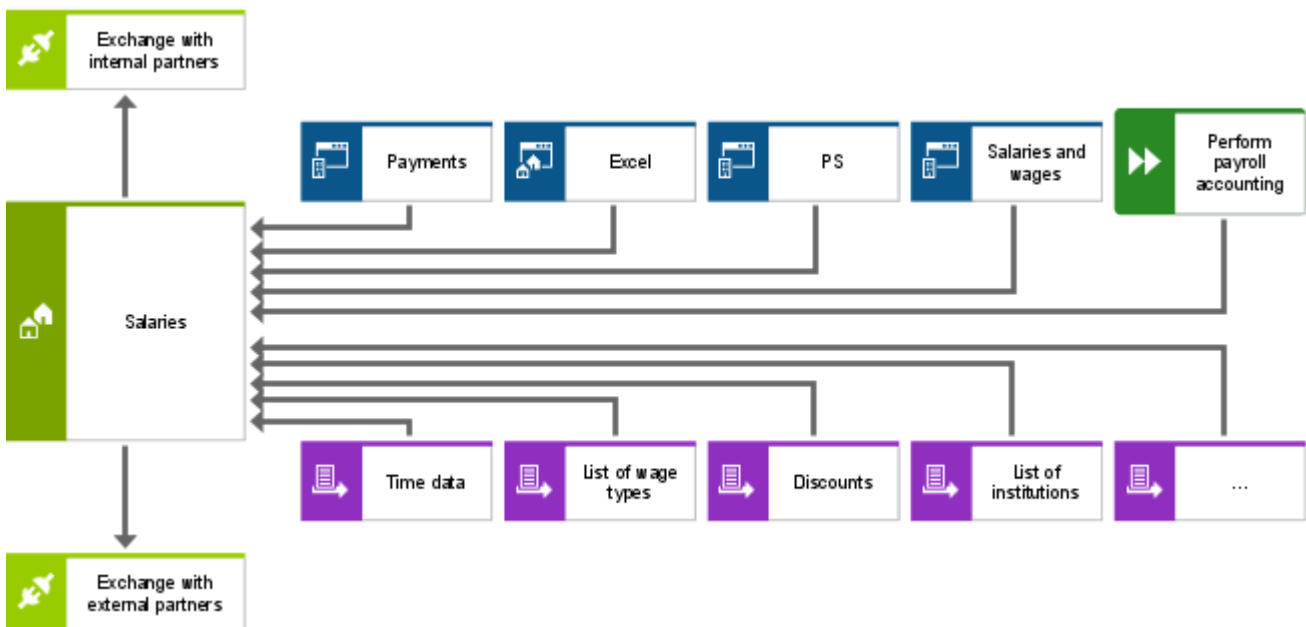 Exchange with
internal partners
Payments
Excel
PS
Salaries and
wages
Perform
payroll
accounting
Salaries
Time data
List of wage
types
Discounts
List of
institutions
...
Exchange with
external partners